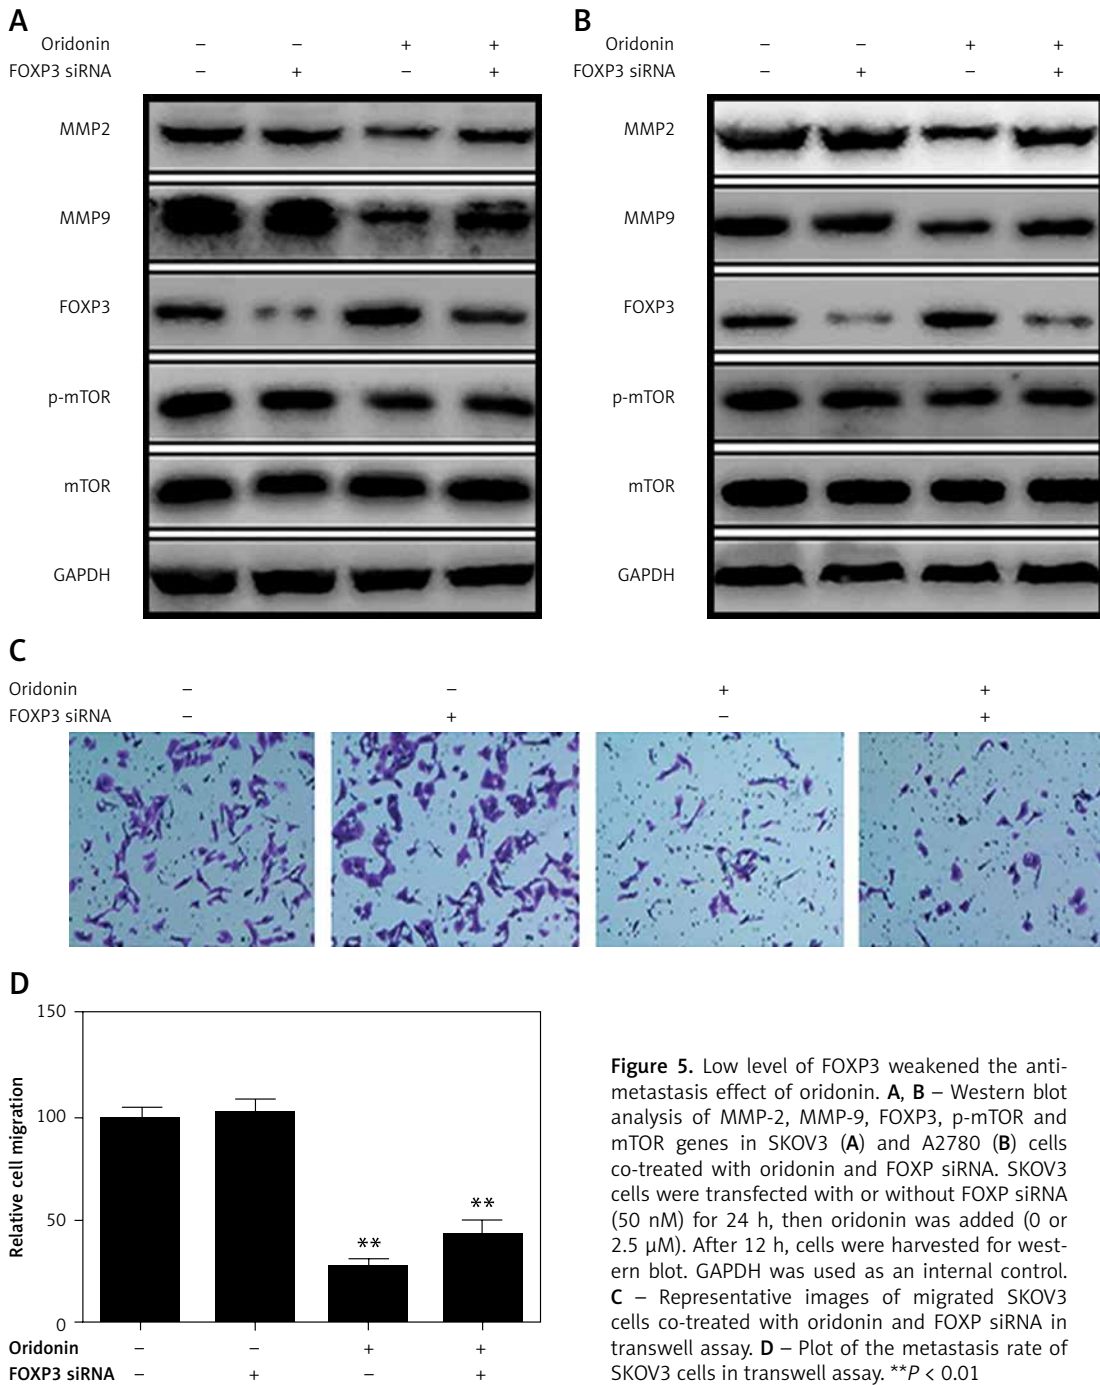 A
Oridonin – – + +
FOXP3 siRNA – + – +
MMP2
MMP9
FOXP3
p-mTOR
mTOR
GAPDH
B
Oridonin – – + +
FOXP3 siRNA – + – +
MMP2
MMP9
FOXP3
p-mTOR
mTOR
GAPDH
C
Oridonin – – + +
FOXP3 siRNA – + – +
D
Relative cell migration
150
100
50
0
**
**
Oridonin – – + +
FOXP3 siRNA – + – +
Figure 5. Low level of FOXP3 weakened the anti-
metastasis effect of oridonin. A, B – Western blot
analysis of MMP-2, MMP-9, FOXP3, p-mTOR and
mTOR genes in SKOV3 (A) and A2780 (B) cells
co-treated with oridonin and FOXP siRNA. SKOV3
cells were transfected with or without FOXP siRNA
(50 nM) for 24 h, then oridonin was added (0 or
2.5 μM). After 12 h, cells were harvested for west-
ern blot. GAPDH was used as an internal control.
C – Representative images of migrated SKOV3
cells co-treated with oridonin and FOXP siRNA in
transwell assay. D – Plot of the metastasis rate of
SKOV3 cells in transwell assay. **P < 0.01